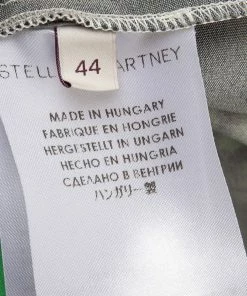 STELL 44 ARTNEY
MADE IN HUNGARY
FABRIQUE EN HONGRIE
HERGESTELLT IN UNGARN
HECHO EN HUNGRIA
СДЕЛАНО В ВЕНГРИИ
ハンガリー製